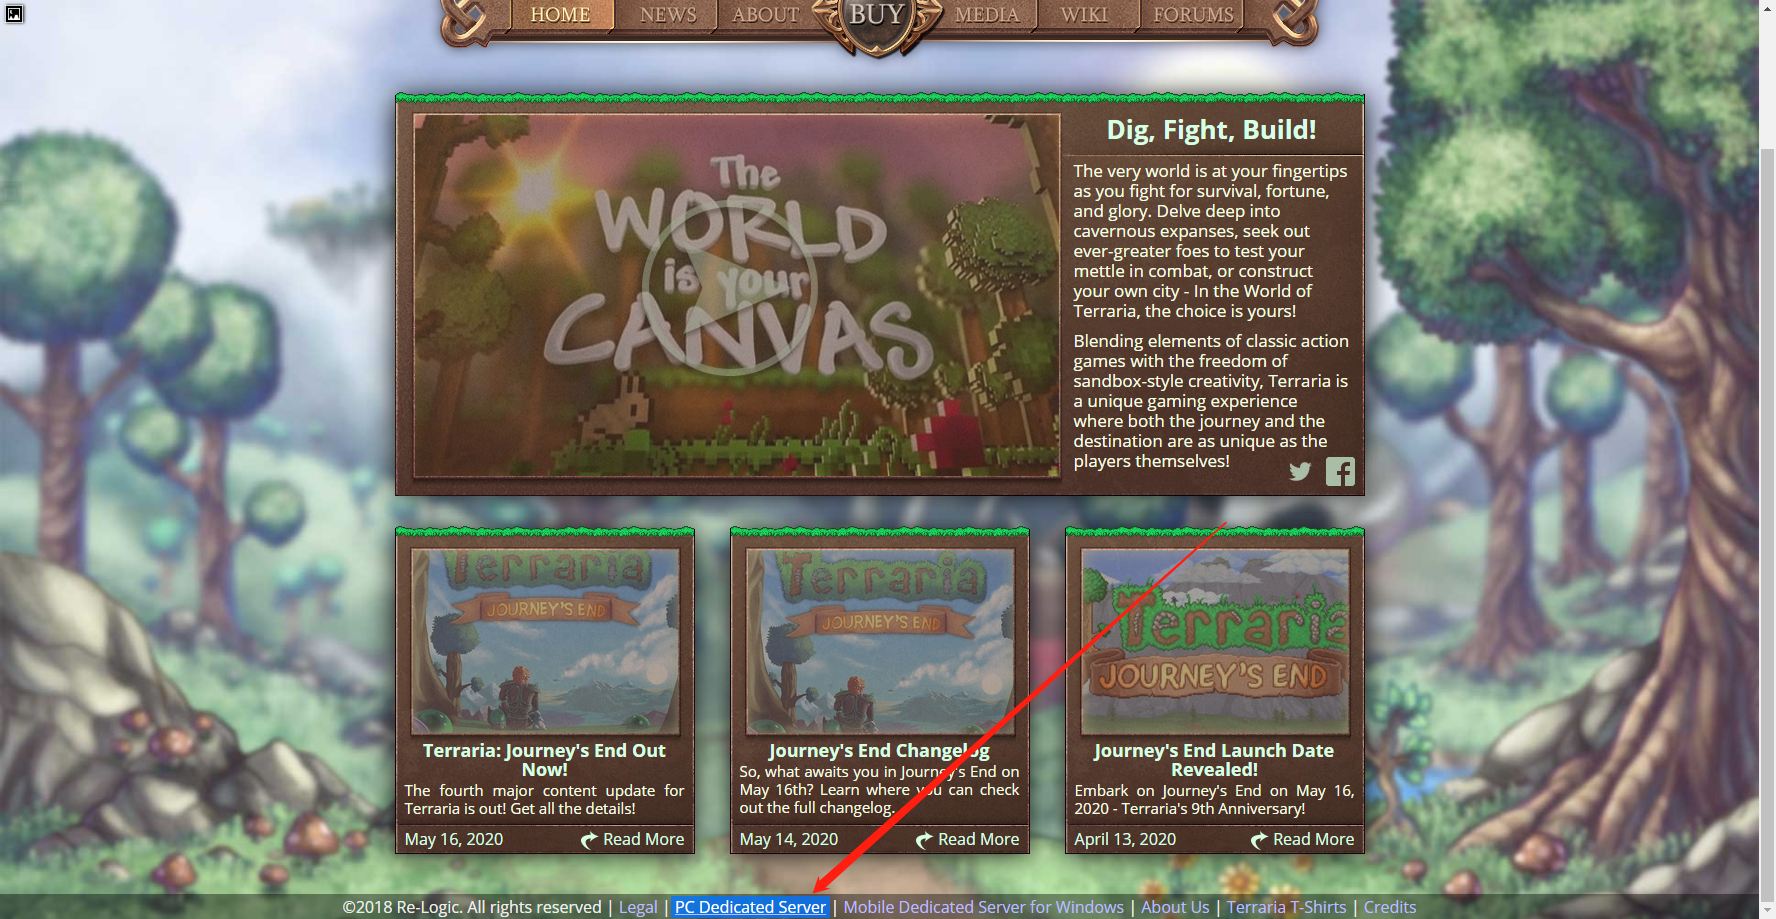 HOME NEWS ABOUT BUY MEDIA WIKI FORUMS
The
WORLD
is your
CANVAS
Dig, Fight, Build!
The very world is at your fingertips
as you fight for survival, fortune,
and glory. Delve deep into
cavernous expanses, seek out
ever-greater foes to test your
mettle in combat, or construct
your own city - In the World of
Terraria, the choice is yours!
Blending elements of classic action
games with the freedom of
sandbox-style creativity, Terraria is
a unique gaming experience
where both the journey and the
destination are as unique as the
players themselves!
Terraria
JOURNEY'S END
Terraria: Journey's End Out
Now!
The fourth major content update for
Terraria is out! Get all the details!
May 16, 2020 Read More
Terraria
JOURNEY'S END
Journey's End Changelog
So, what awaits you in Journey's End on
May 16th? Learn where you can check
out the full changelog.
May 14, 2020 Read More
Terraria
JOURNEY'S END
Journey's End Launch Date
Revealed!
Embark on Journey's End on May 16,
2020 - Terraria's 9th Anniversary!
April 13, 2020 Read More
©2018 Re-Logic. All rights reserved | Legal | PC Dedicated Server | Mobile Dedicated Server for Windows | About Us | Terraria T-Shirts | Credits